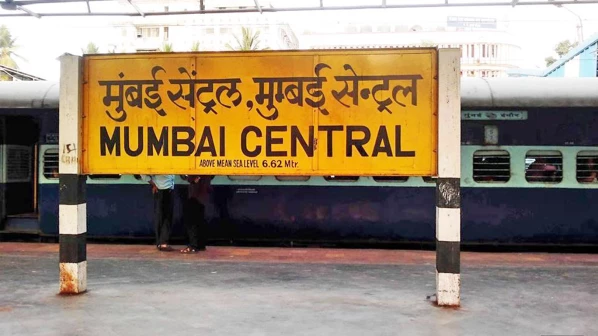 मुंबई सेंट्रल, मुम्बई सेन्ट्रल
MUMBAI CENTRAL
ABOVE MEAN SEA LEVEL 6.62 Mtr.